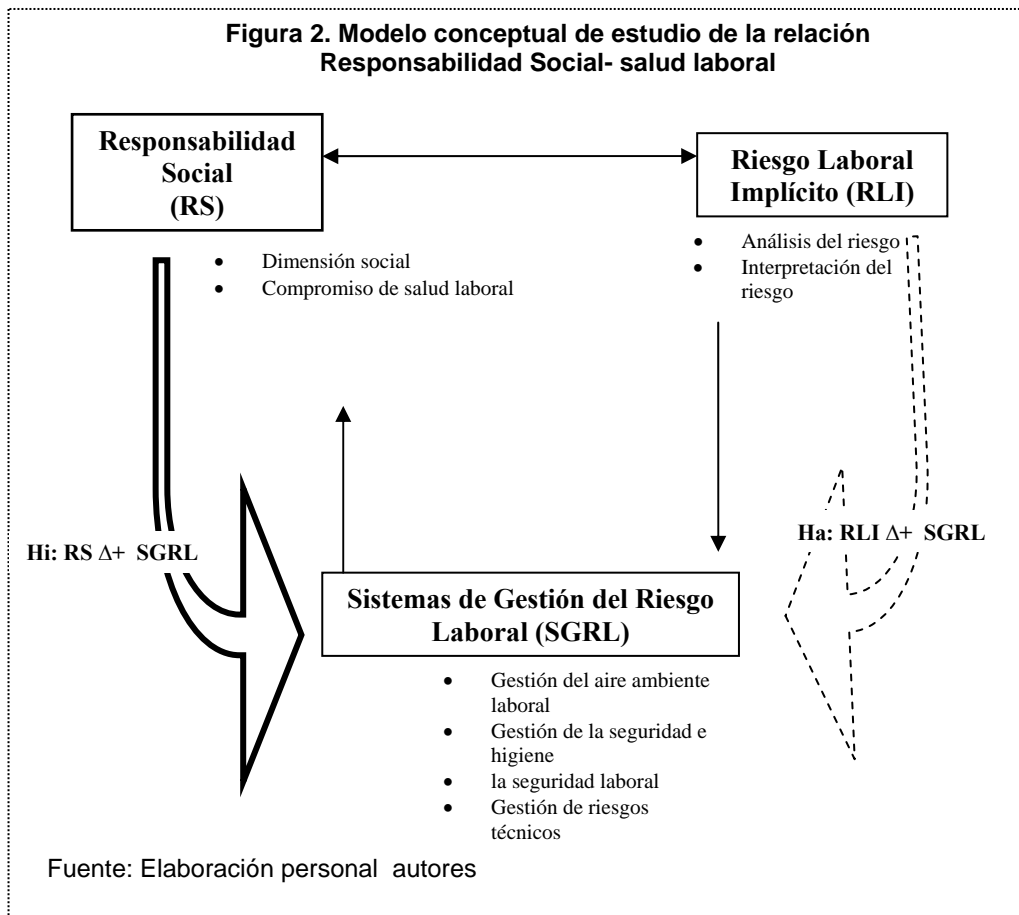 Figura 2. Modelo conceptual de estudio de la relación
Responsabilidad Social- salud laboral
Responsabilidad
Social
(RS)
Riesgo Laboral
Implícito (RLI)
• Dimensión social
• Compromiso de salud laboral
• Análisis del riesgo
• Interpretación del
riesgo
Hi: RS Δ+ SGRL
Ha: RLI Δ+ SGRL
Sistemas de Gestión del Riesgo
Laboral (SGRL)
• Gestión del aire ambiente
laboral
• Gestión de la seguridad e
higiene
• la seguridad laboral
• Gestión de riesgos
técnicos
Fuente: Elaboración personal autores